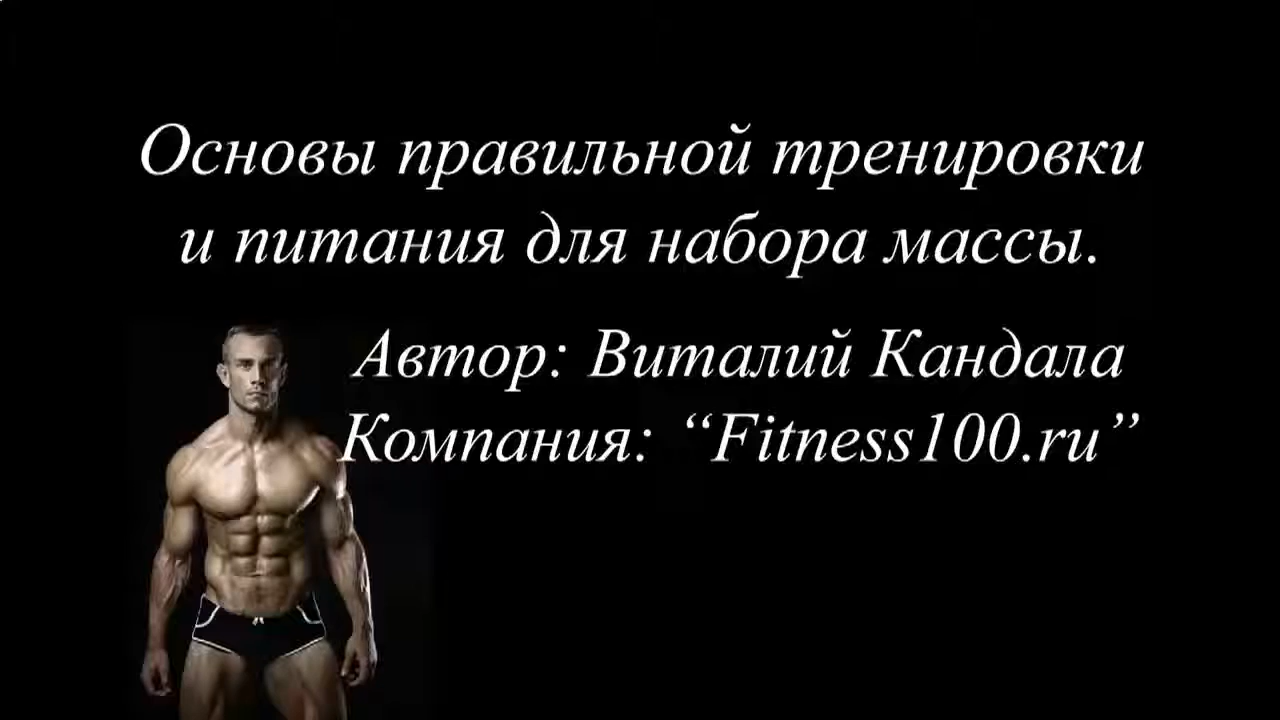 Основы правильной тренировки
и питания для набора массы.
Автор: Виталий Кандала
Компания: “Fitness100.ru”